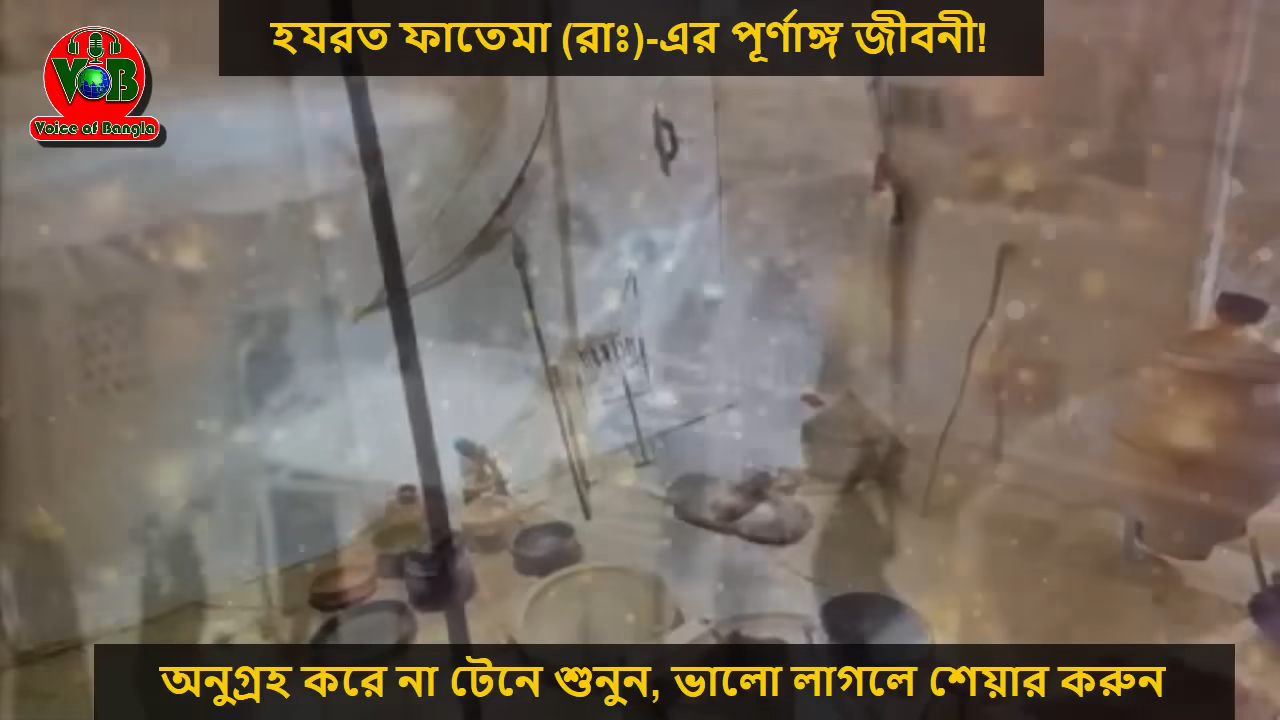 হযরত ফাতেমা (রাঃ)-এর পূর্ণাঙ্গ জীবনী!
VOB
Voice of Bangla
অনুগ্রহ করে না টেনে শুনুন, ভালো লাগলে শেয়ার করুন